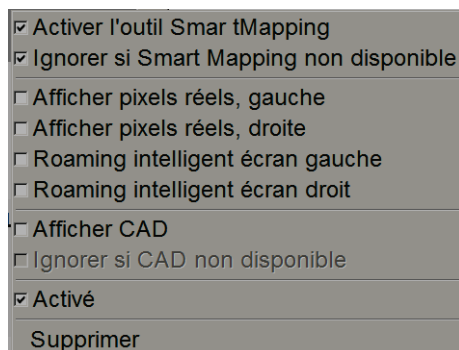 Activer l'outil Smar tMapping
Ignorer si Smart Mapping non disponible
Afficher pixels réels, gauche
Afficher pixels réels, droite
Roaming intelligent écran gauche
Roaming intelligent écran droit
Afficher CAD
Ignorer si CAD non disponible
Activé
Supprimer